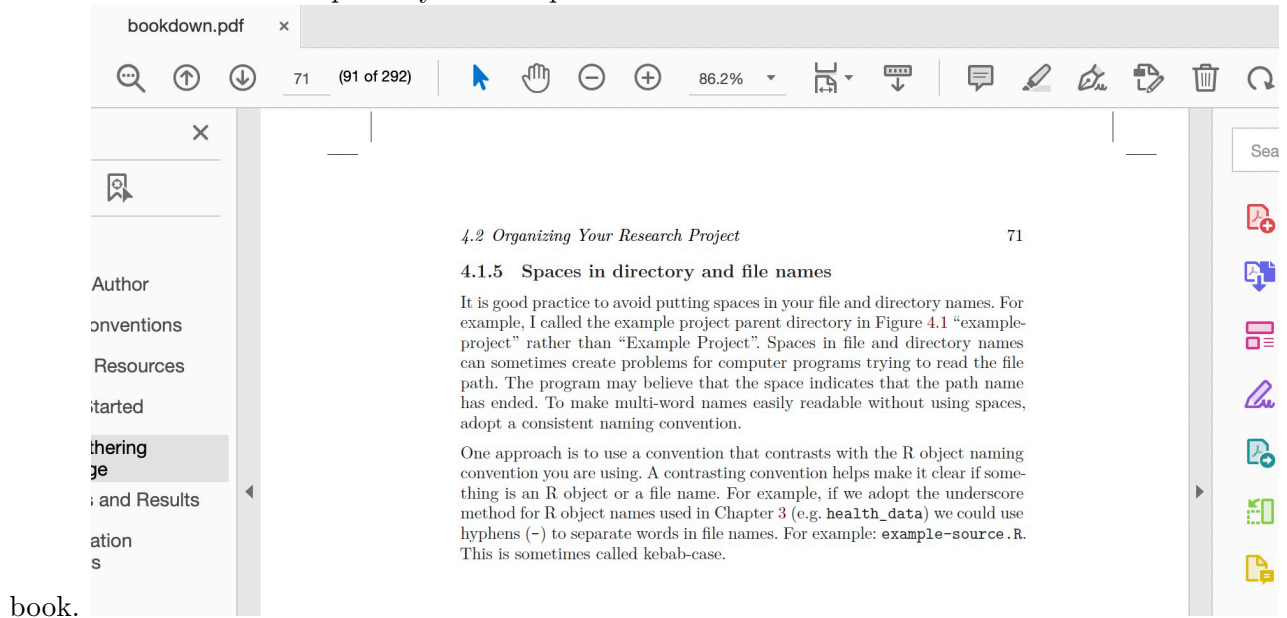 bookdown.pdf ×
71 (91 of 292) 86.2%
Sea
Author
onventions
Resources
Started
thering
ge
s and Results
ation
s
4.2 Organizing Your Research Project 71
4.1.5 Spaces in directory and file names
It is good practice to avoid putting spaces in your file and directory names. For
example, I called the example project parent directory in Figure 4.1 “example-
project” rather than “Example Project”. Spaces in file and directory names
can sometimes create problems for computer programs trying to read the file
path. The program may believe that the space indicates that the path name
has ended. To make multi-word names easily readable without using spaces,
adopt a consistent naming convention.
One approach is to use a convention that contrasts with the R object naming
convention you are using. A contrasting convention helps make it clear if some-
thing is an R object or a file name. For example, if we adopt the underscore
method for R object names used in Chapter 3 (e.g. health_data) we could use
hyphens (-) to separate words in file names. For example: example-source.R.
This is sometimes called kebab-case.
book.